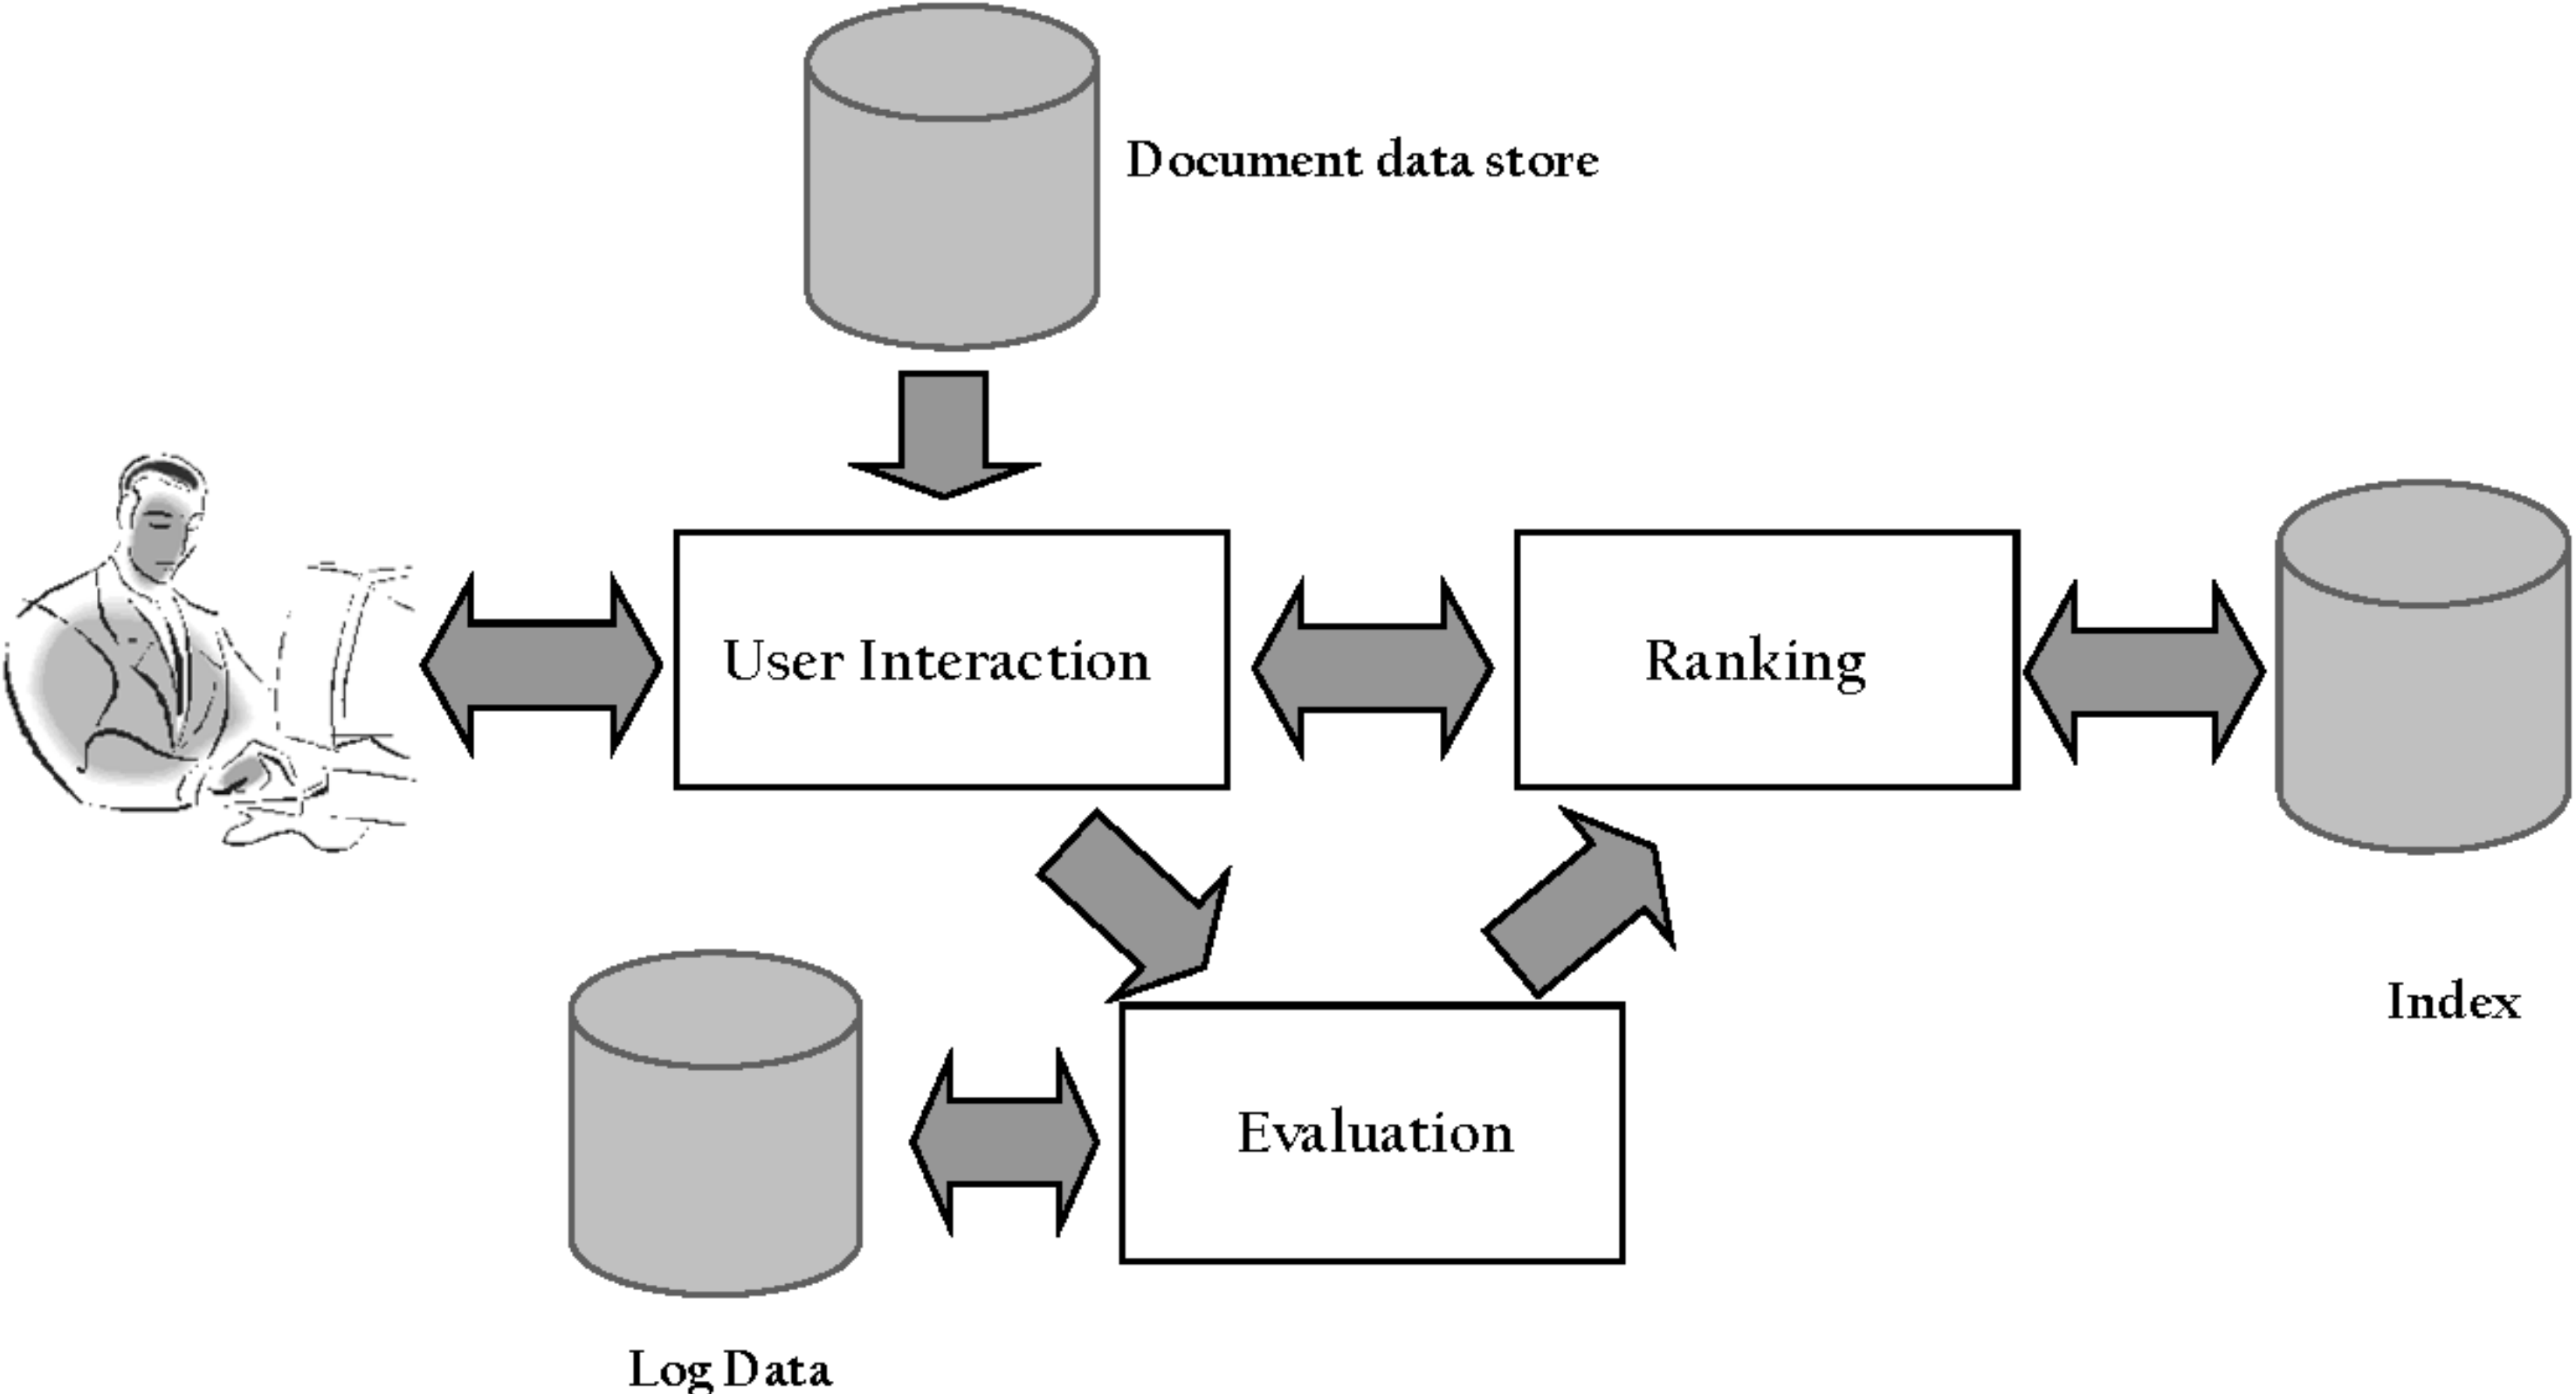 Document data store
User Interaction
Ranking
Index
Evaluation
Log Data